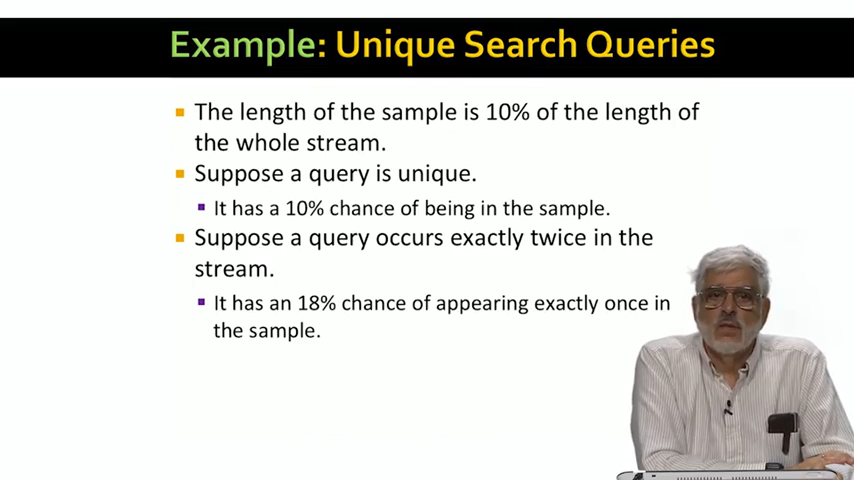 Example: Unique Search Queries
The length of the sample is 10% of the length of
the whole stream.
Suppose a query is unique.
It has a 10% chance of being in the sample.
Suppose a query occurs exactly twice in the
stream.
It has an 18% chance of appearing exactly once in
the sample.